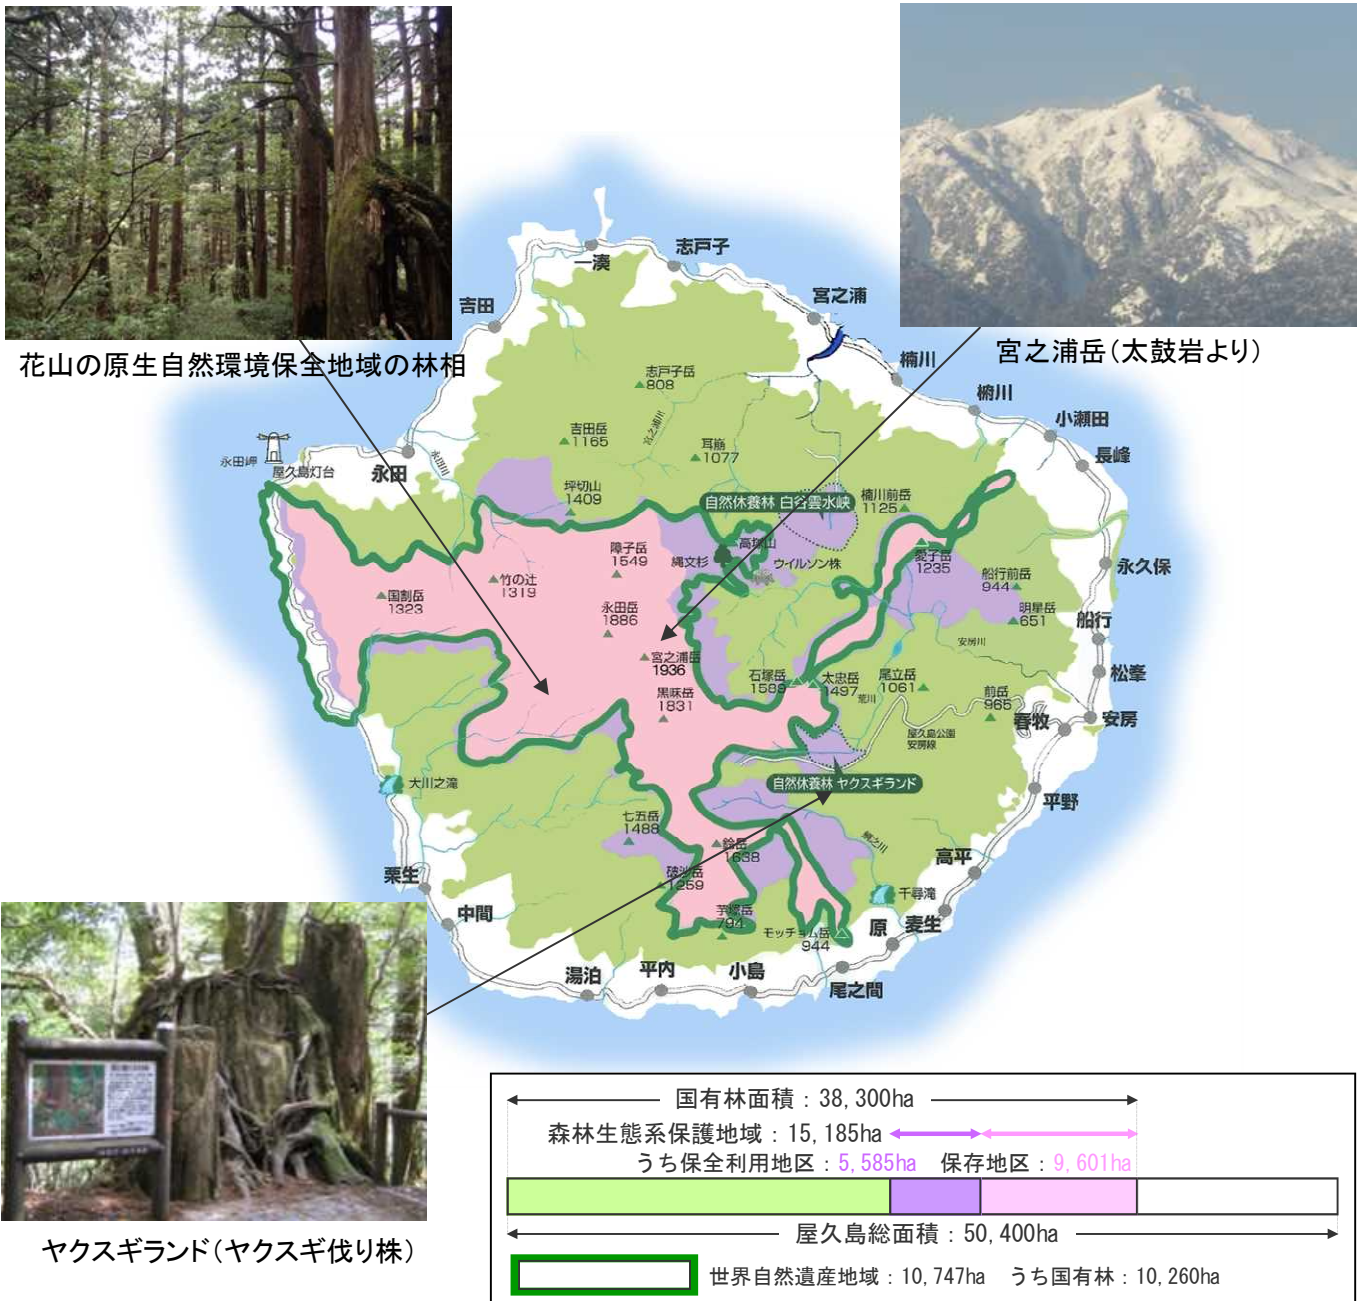 花山の原生自然環境保全地域の林相
宮之浦岳（太鼓岩より）
一湊
志戸子
吉田
宮之浦
楠川
椨川
小瀬田
長峰
志戸子岳
808
吉田岳
1165
宮之浦川
耳崩
1077
永田岬
屋久島灯台
永田
永田川
坪切山
1409
自然休養林 白谷雲水峡
楠川前岳
1125
永久保
障子岳
1549
縄文杉
高塚山
ウイルソン株
愛子岳
1235
船行前岳
944
竹の辻
1319
国割岳
1323
永田岳
1886
明星岳
651
船行
安房川
宮之浦岳
1936
松峯
石塚岳
1589
太忠岳
1497
尾立岳
1061
黒味岳
1831
荒川
前岳
965
春牧
安房
屋久島公園
安房線
大川之滝
自然休養林 ヤクスギランド
平野
七五岳
1488
鈴岳
1638
鯛之川
高平
破沙岳
1259
栗生
千尋滝
中間
芋塚岳
794
モッチョム岳
944
原
麦生
湯泊
平内
小島
尾之間
ヤクスギランド（ヤクスギ伐り株）
国有林面積：38,300ha
森林生態系保護地域：15,185ha
うち保全利用地区：5,585ha 保存地区：9,601ha
屋久島総面積：50,400ha
世界自然遺産地域：10,747ha うち国有林：10,260ha